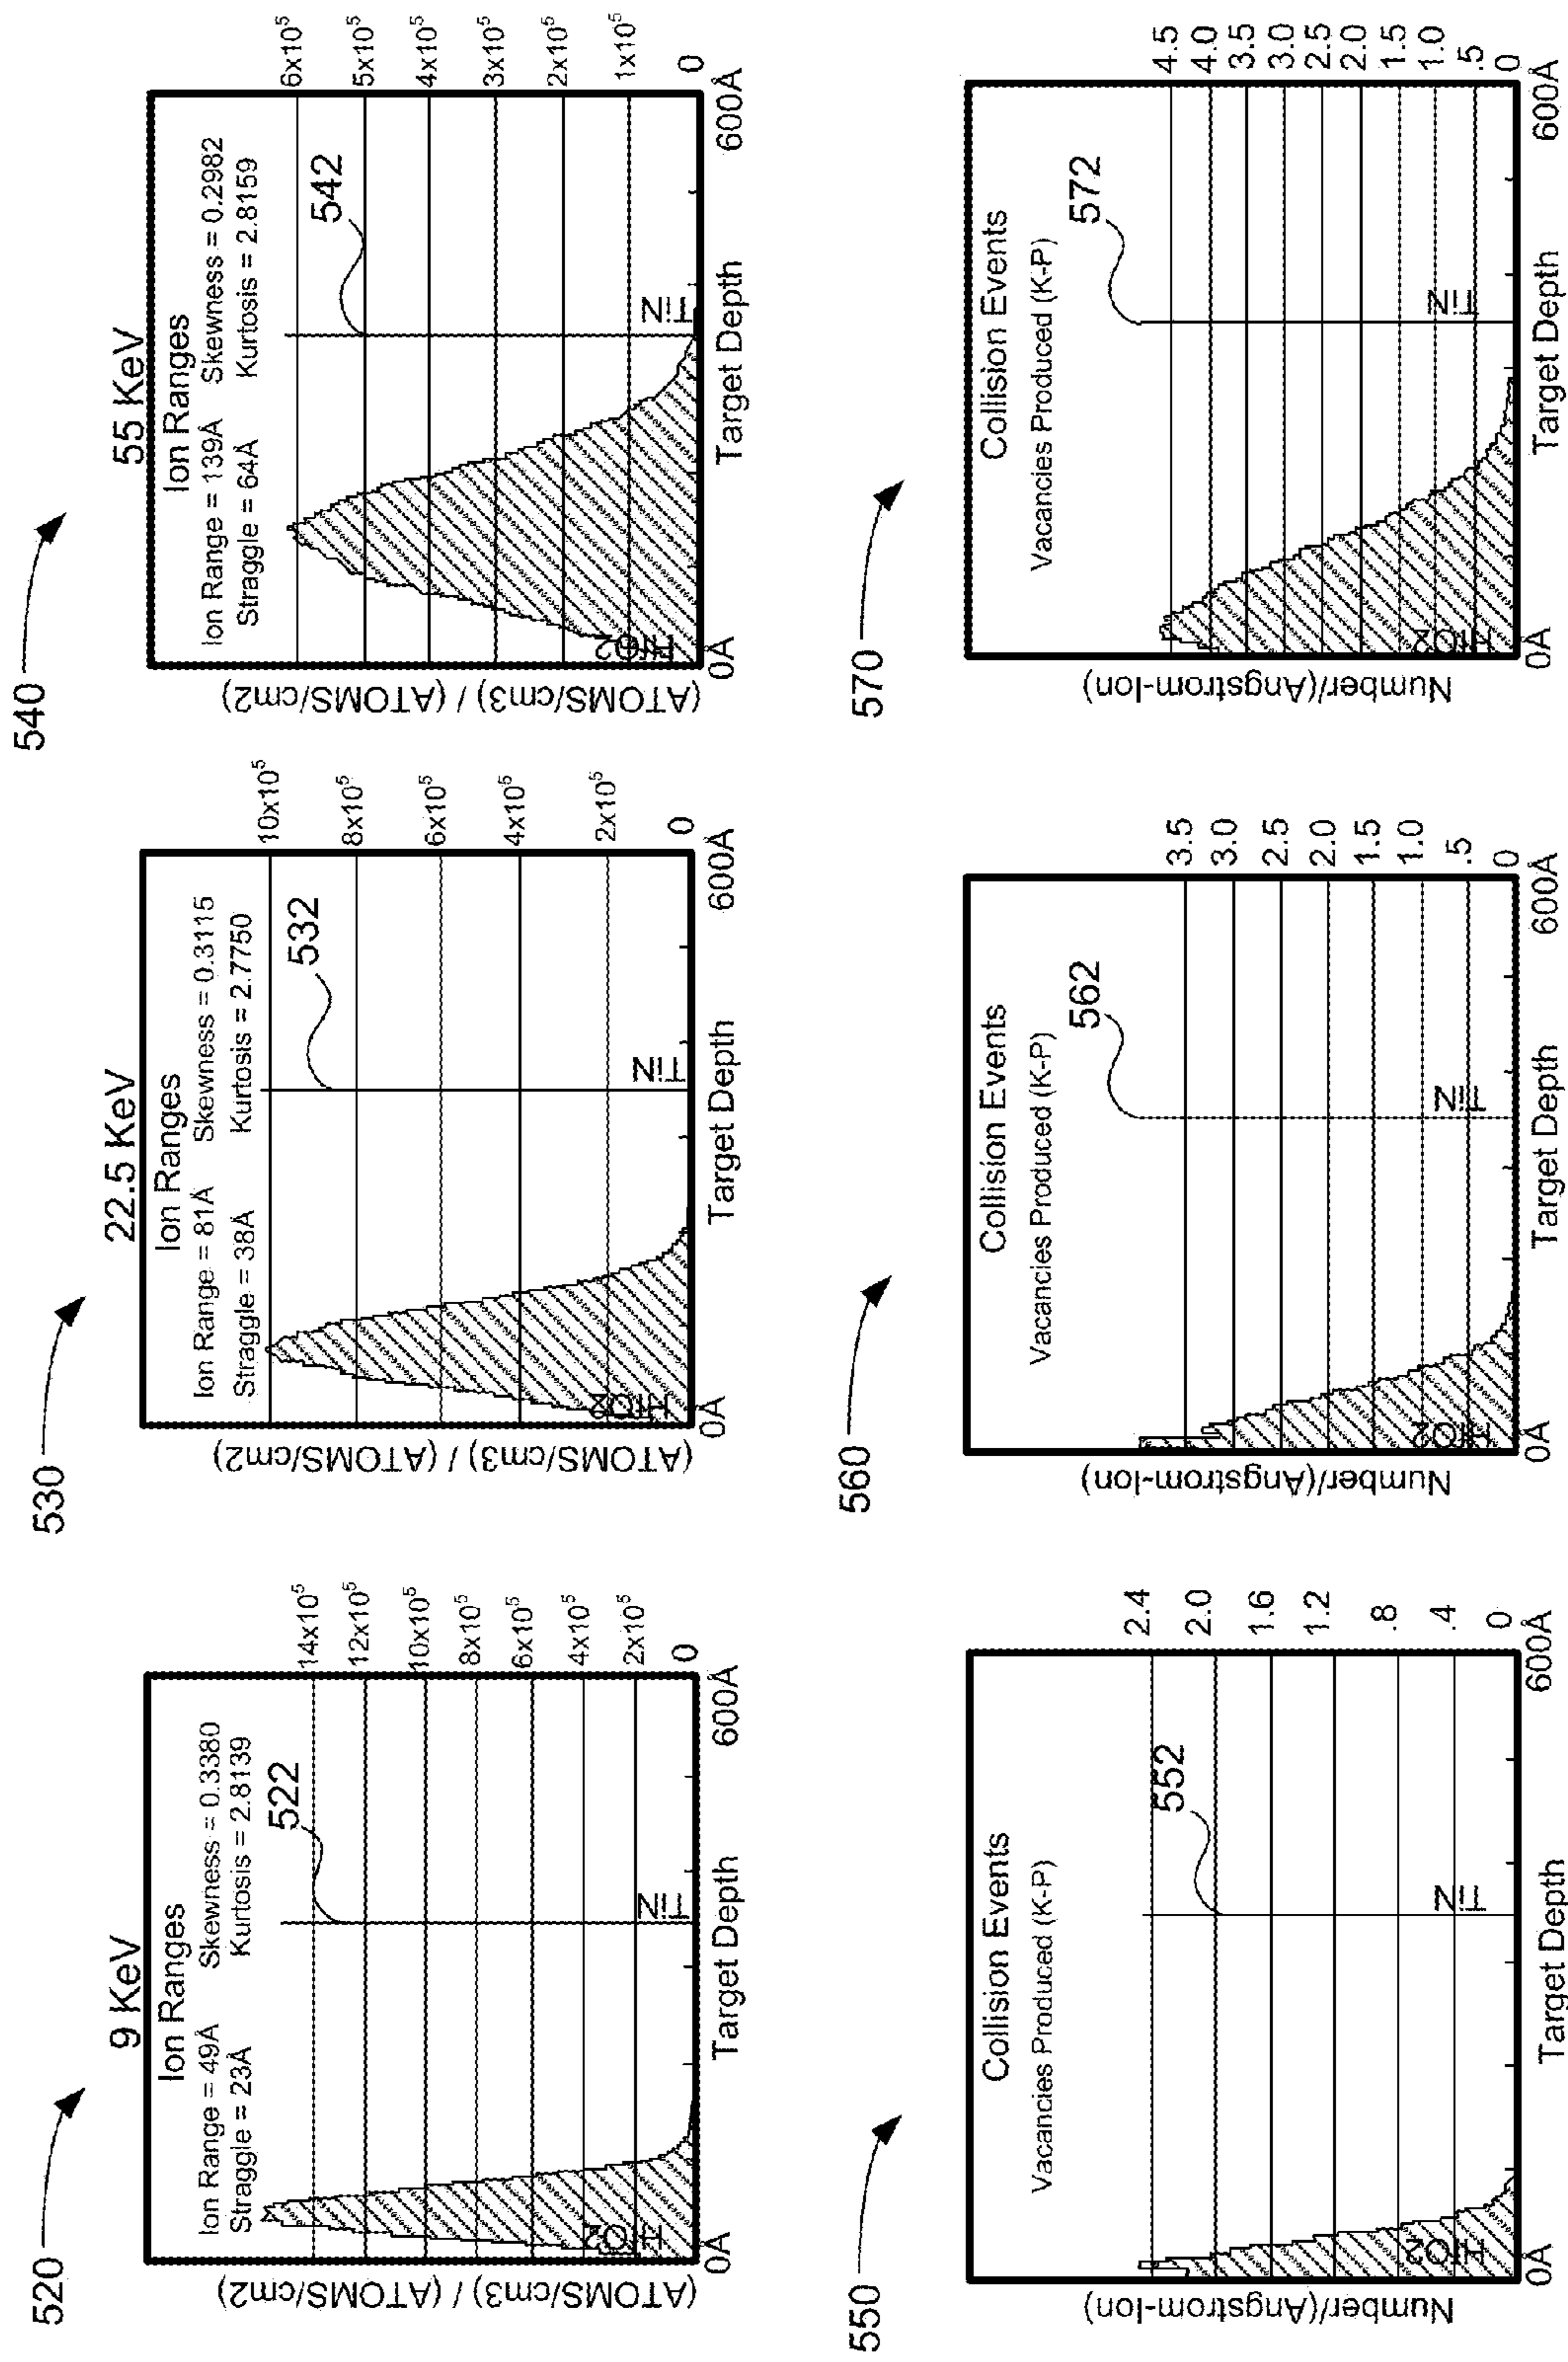 520
9 KeV
Ion Ranges
Ion Range = 49Å Skewness = 0.3380
Straggle = 23Å Kurtosis = 2.8139
522
(ATOMS/cm3) / (ATOMS/cm2)
14x10⁵
12x10⁵
10x10⁵
8x10⁵
6x10⁵
4x10⁵
2x10⁵
0
HfO2
TiN
0Å
600Å
Target Depth
530
22.5 KeV
Ion Ranges
Ion Range = 81Å Skewness = 0.3115
Straggle = 38Å Kurtosis = 2.7750
532
(ATOMS/cm3) / (ATOMS/cm2)
10x10⁵
8x10⁵
6x10⁵
4x10⁵
2x10⁵
0
HfO2
TiN
0Å
600Å
Target Depth
540
55 KeV
Ion Ranges
Ion Range = 139Å Skewness = 0.2982
Straggle = 64Å Kurtosis = 2.8159
542
(ATOMS/cm3) / (ATOMS/cm2)
6x10⁵
5x10⁵
4x10⁵
3x10⁵
2x10⁵
1x10⁵
0
HfO2
TiN
0Å
600Å
Target Depth
550
Collision Events
Vacancies Produced (K-P)
552
Number/(Angstrom-Ion)
2.4
2.0
1.6
1.2
.8
.4
0
HfO2
TiN
0Å
600Å
Target Depth
560
Collision Events
Vacancies Produced (K-P)
562
Number/(Angstrom-Ion)
3.5
3.0
2.5
2.0
1.5
1.0
.5
0
HfO2
TiN
0Å
600Å
Target Depth
570
Collision Events
Vacancies Produced (K-P)
572
Number/(Angstrom-Ion)
4.5
4.0
3.5
3.0
2.5
2.0
1.5
1.0
.5
0
HfO2
TiN
0Å
600Å
Target Depth